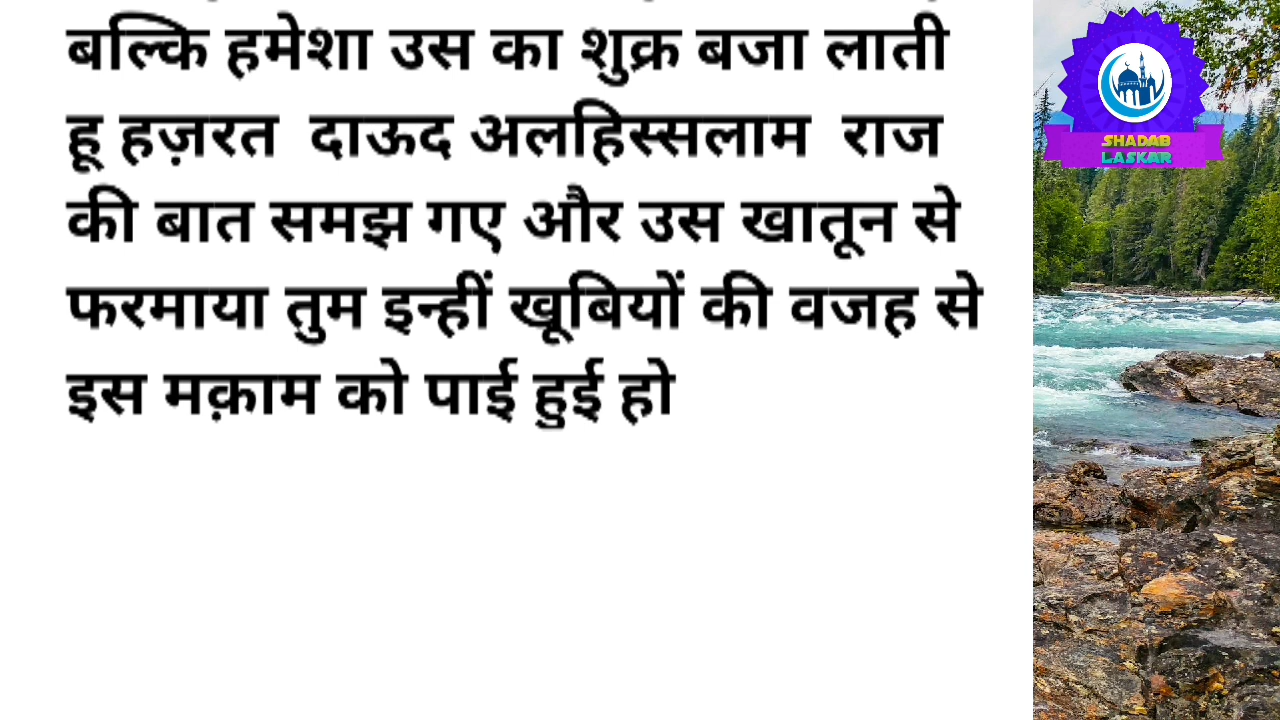 बल्कि हमेशा उस का शुक्र बजा लाती
हू हज़रत दाऊद अलहिस्सलाम राज
की बात समझ गए और उस खातून से
फरमाया तुम इन्हीं खूबियों की वजह से
इस मक़ाम को पाई हुई हो
SHADAB
LASKAR